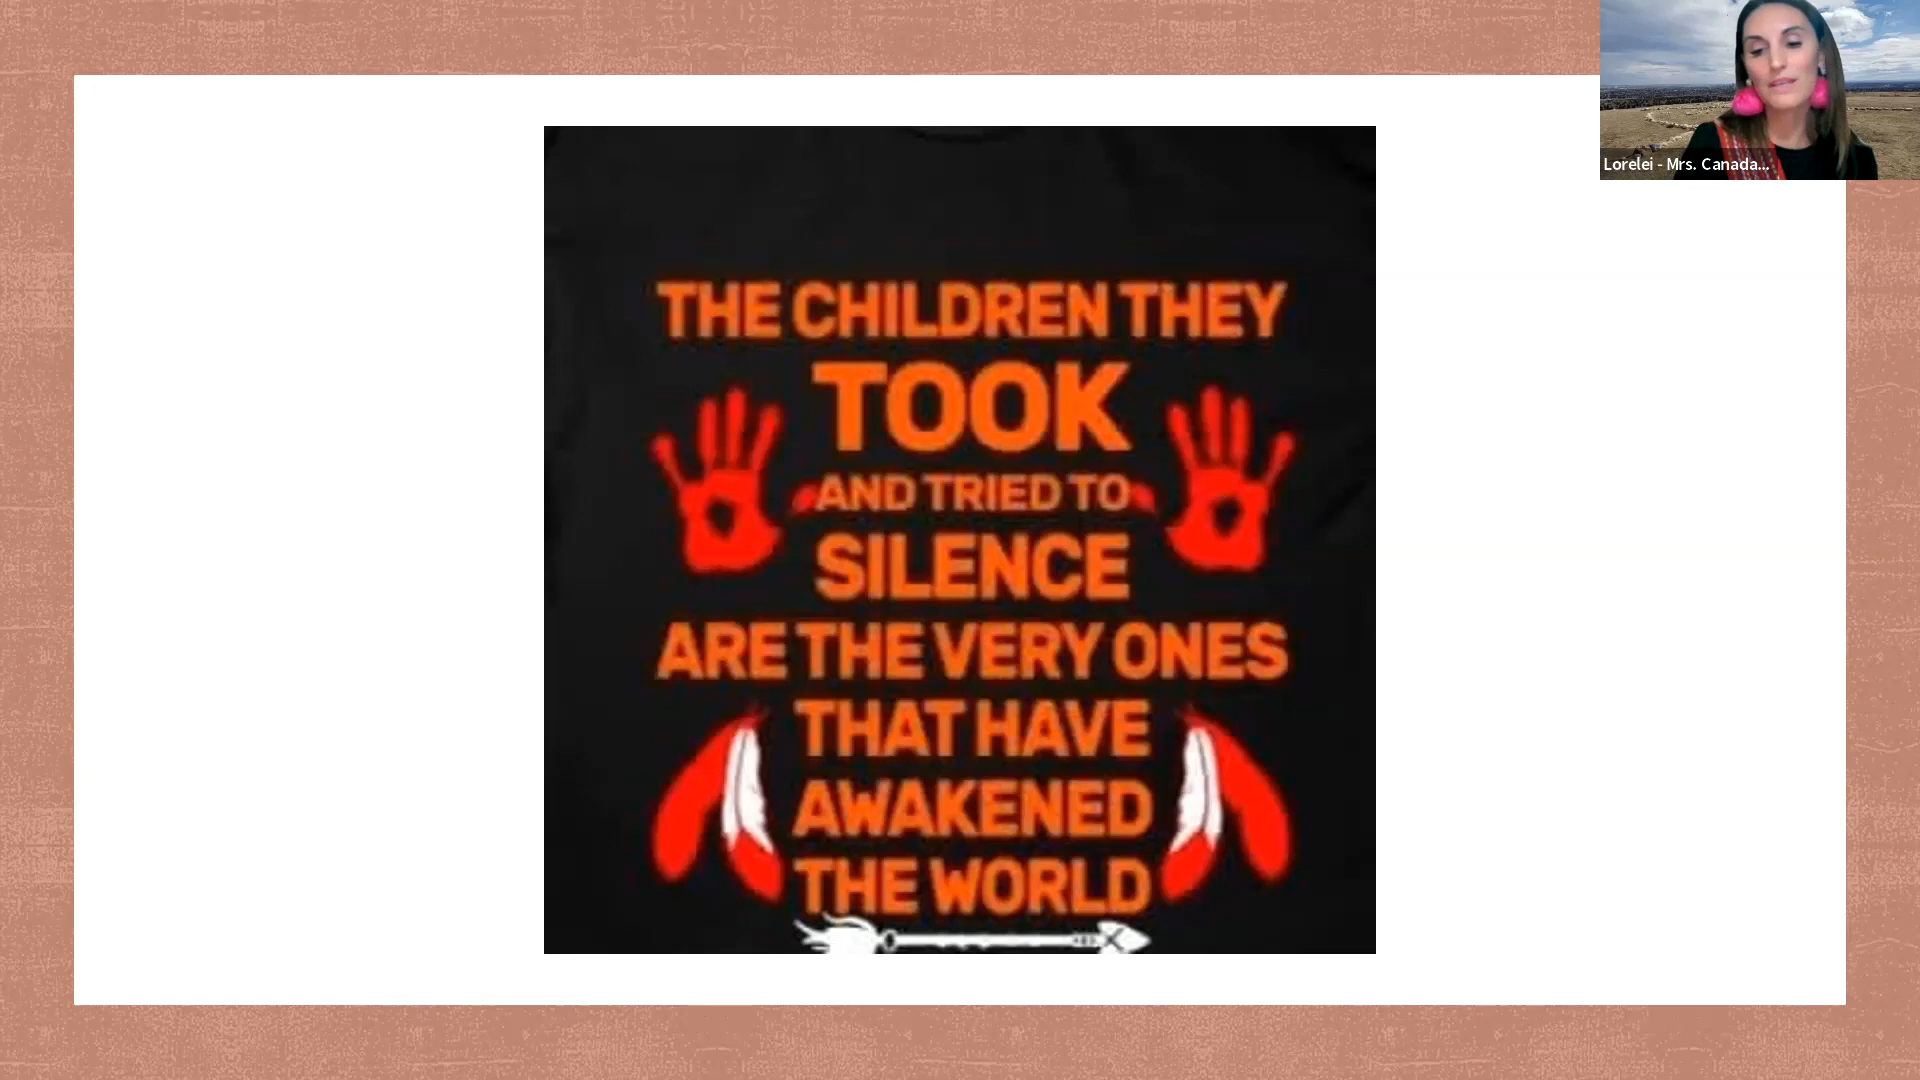 THE CHILDREN THEY
TOOK
AND TRIED TO
SILENCE
ARE THE VERY ONES
THAT HAVE
AWAKENED
THE WORLD
Lorelei - Mrs. Canada...